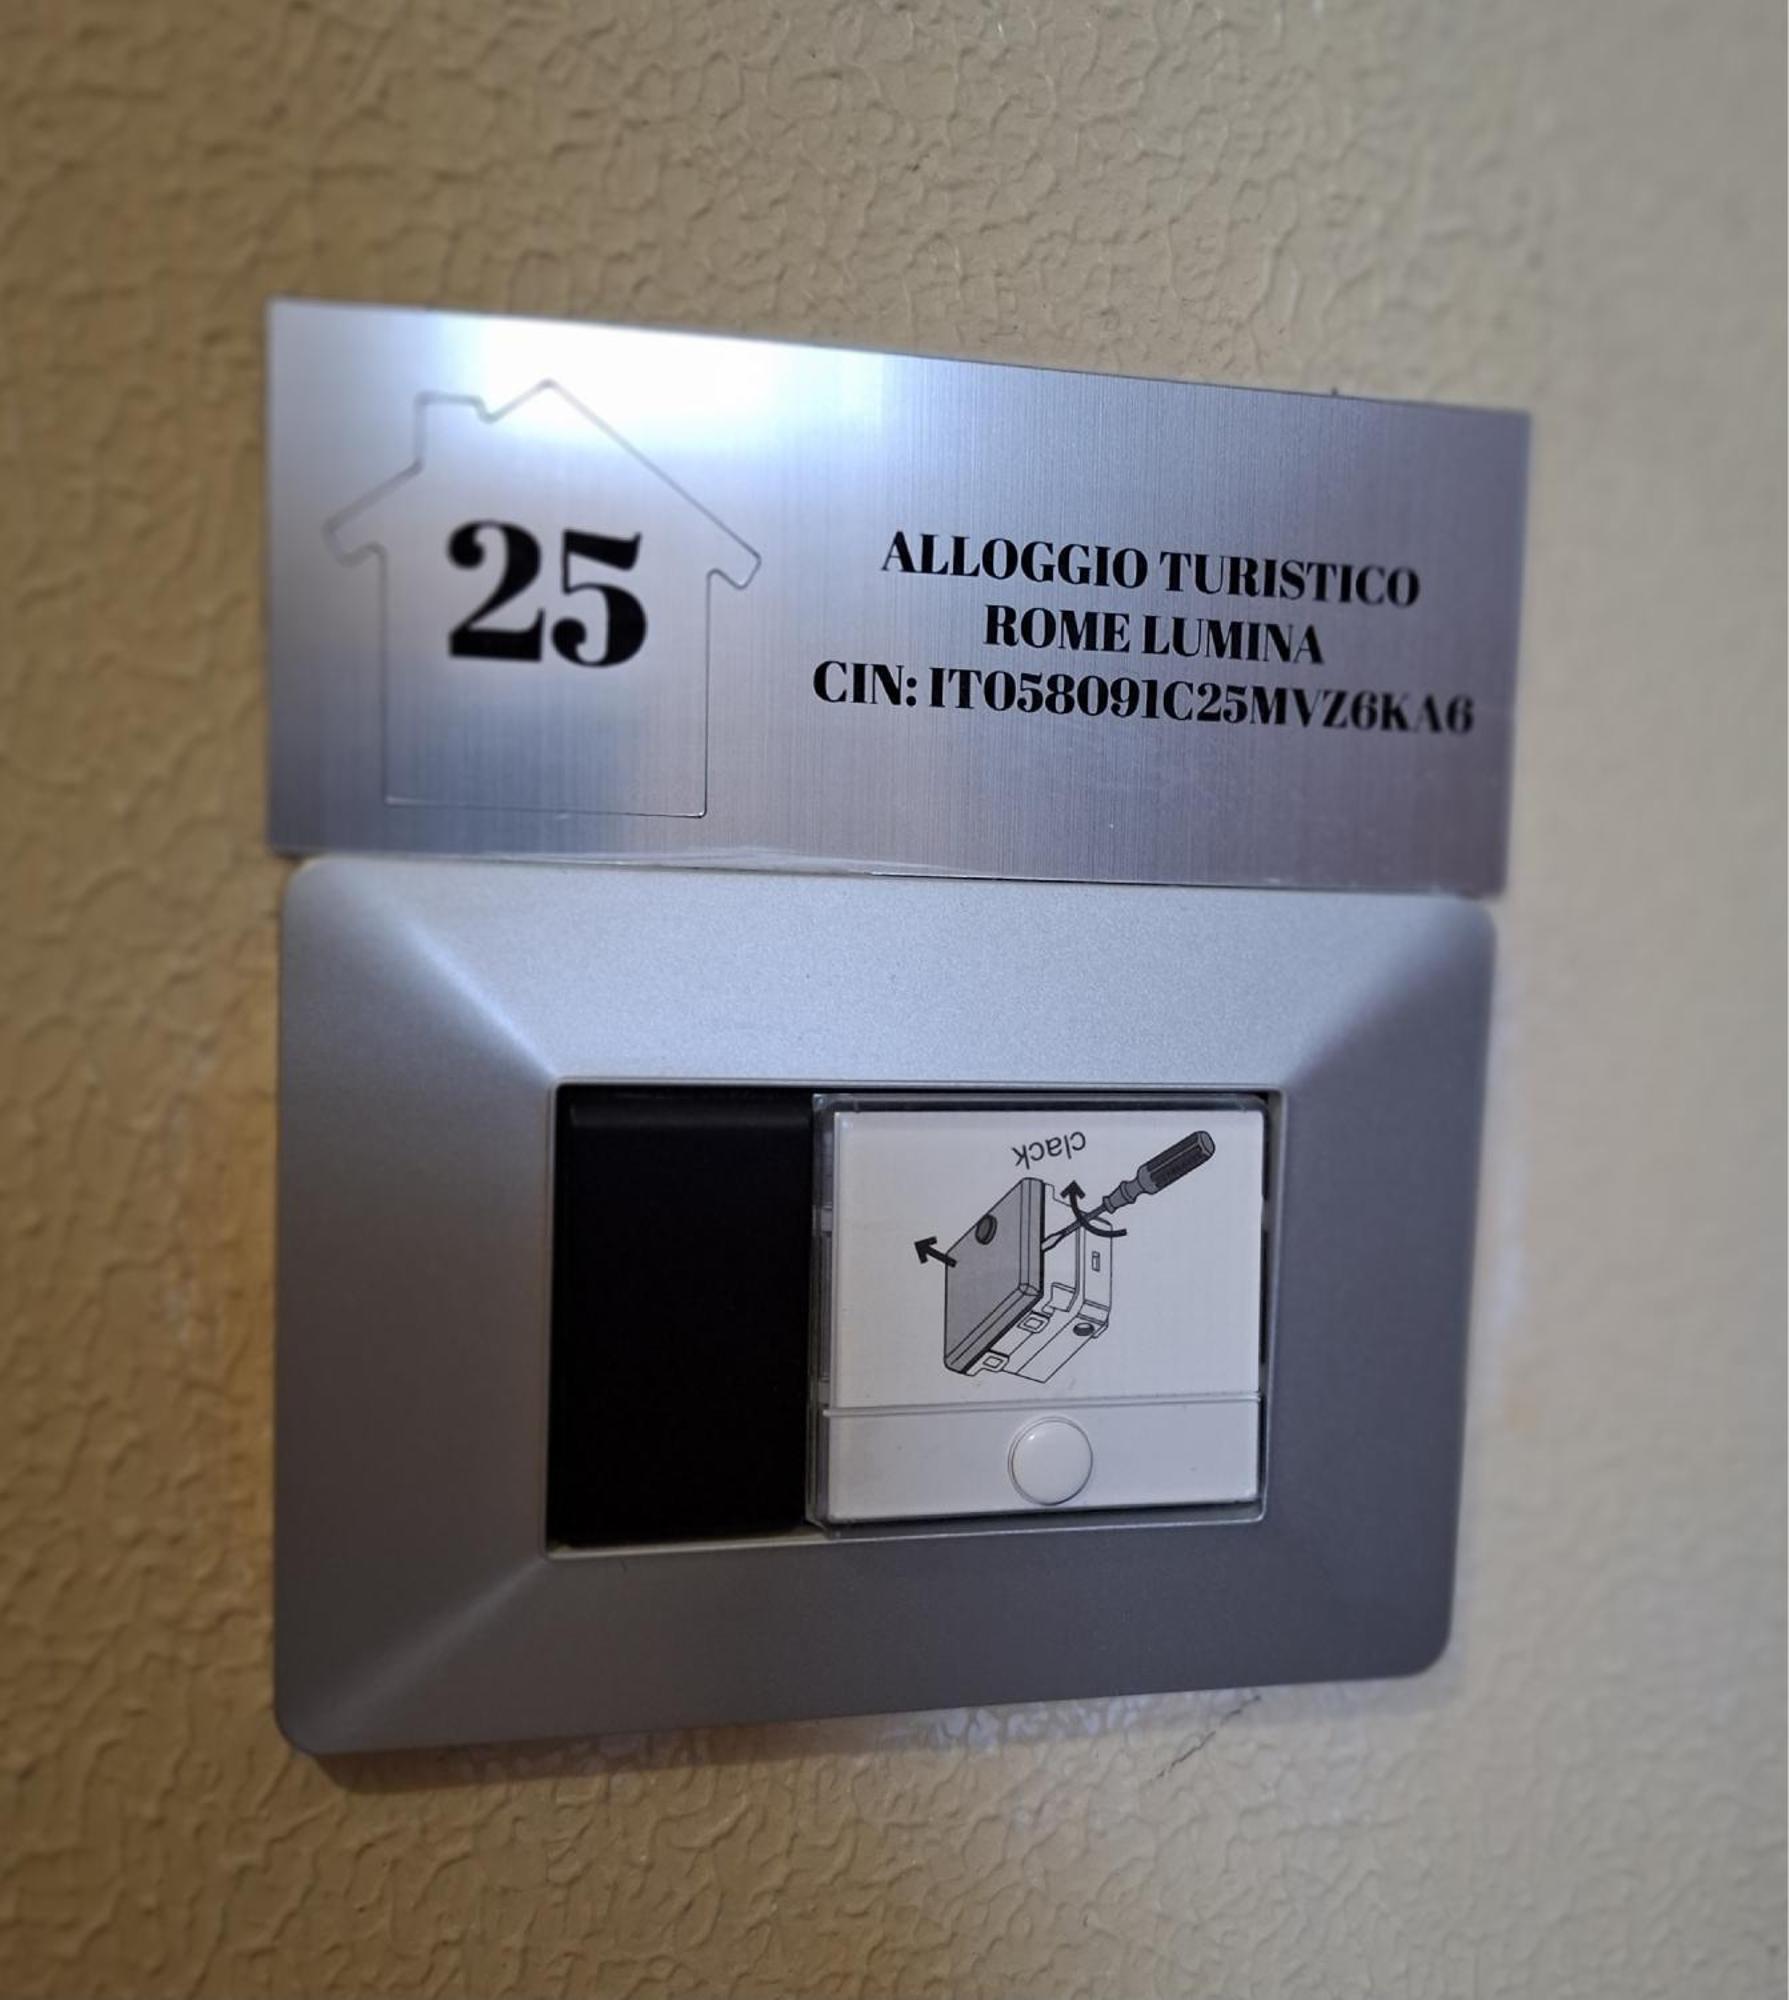 25
ALLOGGIO TURISTICO
ROME LUMINA
CIN: IT058091C25MVZ6KA6
clack